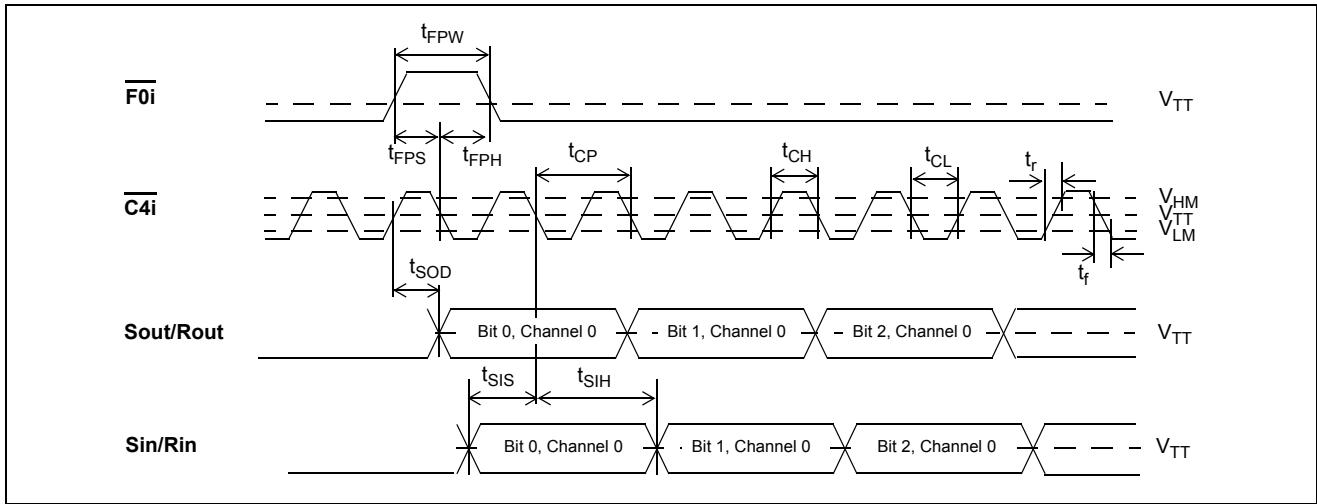 tFPW
F0i
VTT
tFPS
tFPH
tCP
tCH
tCL
tr
C4i
VHM
VTT
VLM
tf
tSOD
Sout/Rout
Bit 0, Channel 0
Bit 1, Channel 0
Bit 2, Channel 0
VTT
tSIS
tSIH
Sin/Rin
Bit 0, Channel 0
Bit 1, Channel 0
Bit 2, Channel 0
VTT